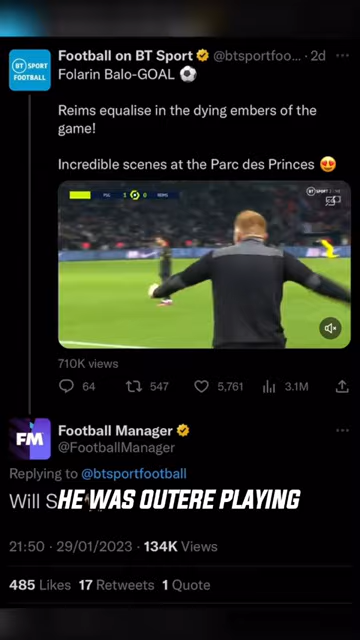 Football on BT Sport @btsportfoo... · 2d
BT SPORT
FOOTBALL
Folarin Balo-GOAL ⚽
Reims equalise in the dying embers of the
game!
Incredible scenes at the Parc des Princes 😍
1 0
BT SPORT
710K views
64 547 5,761 3.1M
FM
Football Manager
@FootballManager
Replying to @btsportfootball
Will S
HE WAS OUTERE PLAYING
21:50 · 29/01/2023 · 134K Views
485 Likes 17 Retweets 1 Quote